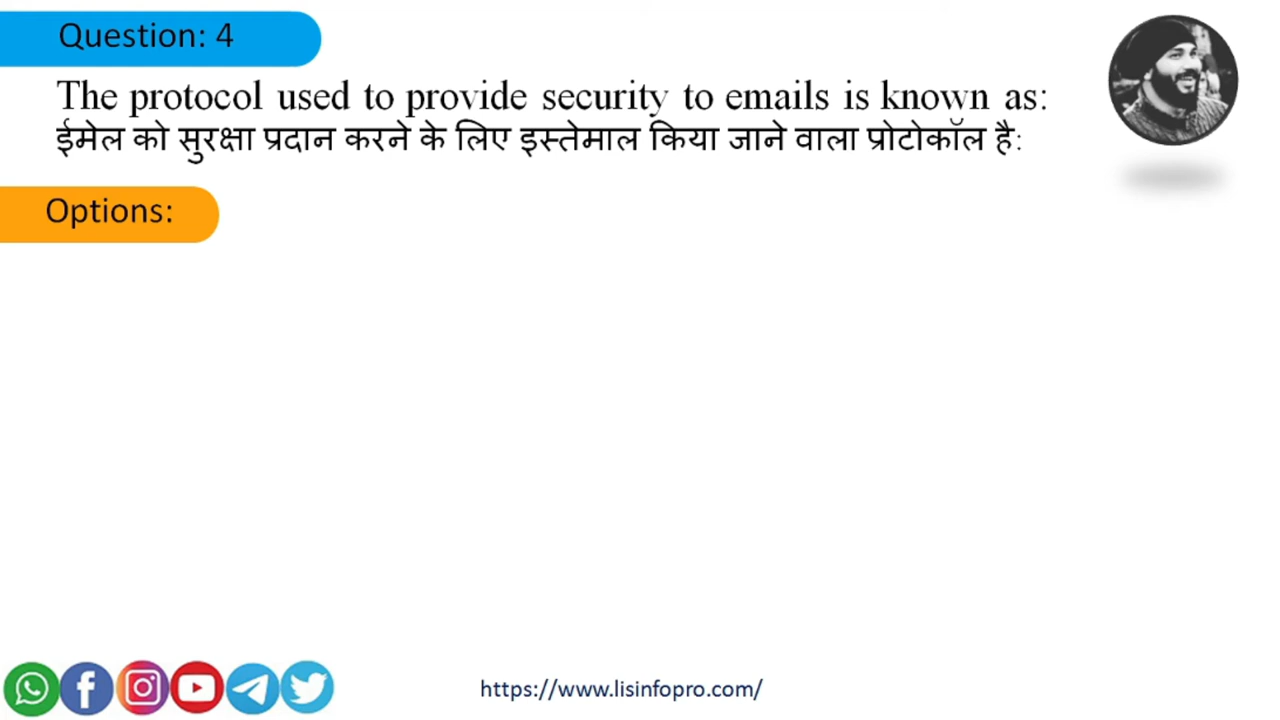 Question: 4
The protocol used to provide security to emails is known as:
ईमेल को सुरक्षा प्रदान करने के लिए इस्तेमाल किया जाने वाला प्रोटोकॉल है:
Options:
https://www.lisinfopro.com/